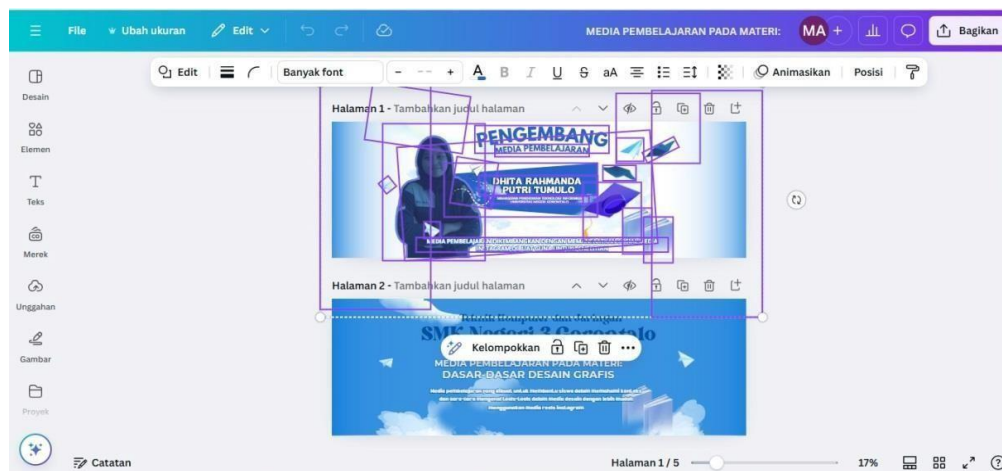 File Ubah ukuran Edit MEDIA PEMBELAJARAN PADA MATERI: MA + Bagikan
Edit Banyak font - -- + A B I U S aA Animasikan Posisi
Desain
Elemen
Teks
Merek
Unggahan
Gambar
Proyek
Halaman 1 - Tambahkan judul halaman
PENGEMBANG
MEDIA PEMBELAJARAN
DHITA RAHMANDA
PUTRI TUMULO
Halaman 2 - Tambahkan judul halaman
SMK Negeri 3 Gorontalo
Kelompokkan
MEDIA PEMBELAJARAN PADA MATERI:
DASAR-DASAR DESAIN GRAFIS
Catatan Halaman 1 / 5 17%